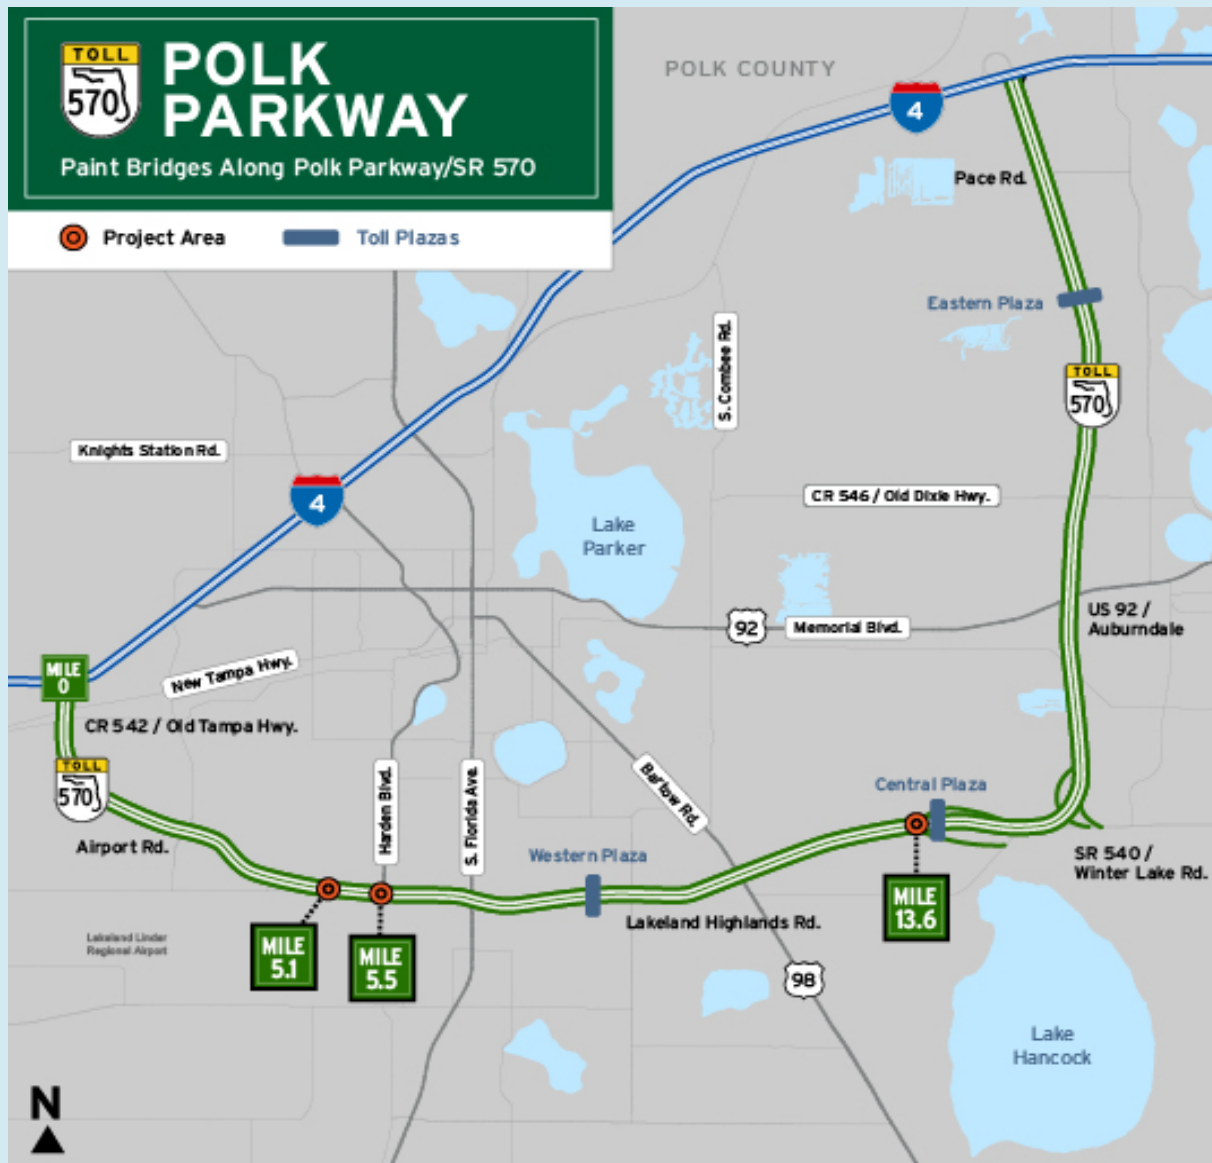 TOLL
570
POLK
PARKWAY
Paint Bridges Along Polk Parkway/SR 570
Project Area
Toll Plazas
POLK COUNTY
4
Pace Rd.
Eastern Plaza
TOLL
570
S. Combee Rd.
Knights Station Rd.
4
CR 546 / Old Dixie Hwy.
Lake
Parker
US 92 /
Auburndale
92
Memorial Blvd.
MILE
0
New Tampa Hwy.
CR 542 / Old Tampa Hwy.
TOLL
570
Airport Rd.
Harden Blvd.
S. Florida Ave.
Bartow Rd.
Central Plaza
Western Plaza
SR 540 /
Winter Lake Rd.
Lakeland Highlands Rd.
MILE
13.6
Lakeland Linder
Regional Airport
MILE
5.1
MILE
5.5
98
Lake
Hancock
N